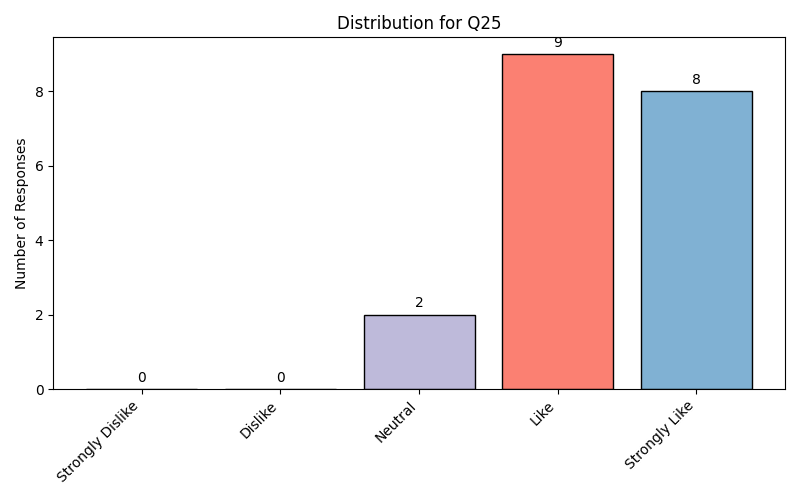 Distribution for Q25
9
8
8
6
4
2
2
0
0
0
Number of Responses
Strongly Dislike
Dislike
Neutral
Like
Strongly Like